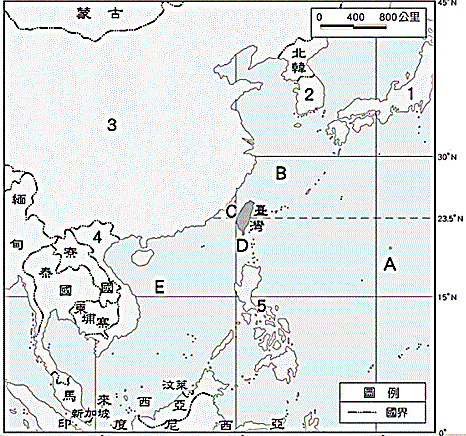 0 400 800公里
45°N
蒙古
北韓
2
1
3
30°N
B
緬甸
C 臺灣
23.5°N
4
寮國
D
A
泰國
E
15°N
柬埔寨
5
馬來西亞
汶萊
新加坡
印度尼西亞
圖例
國界
0°